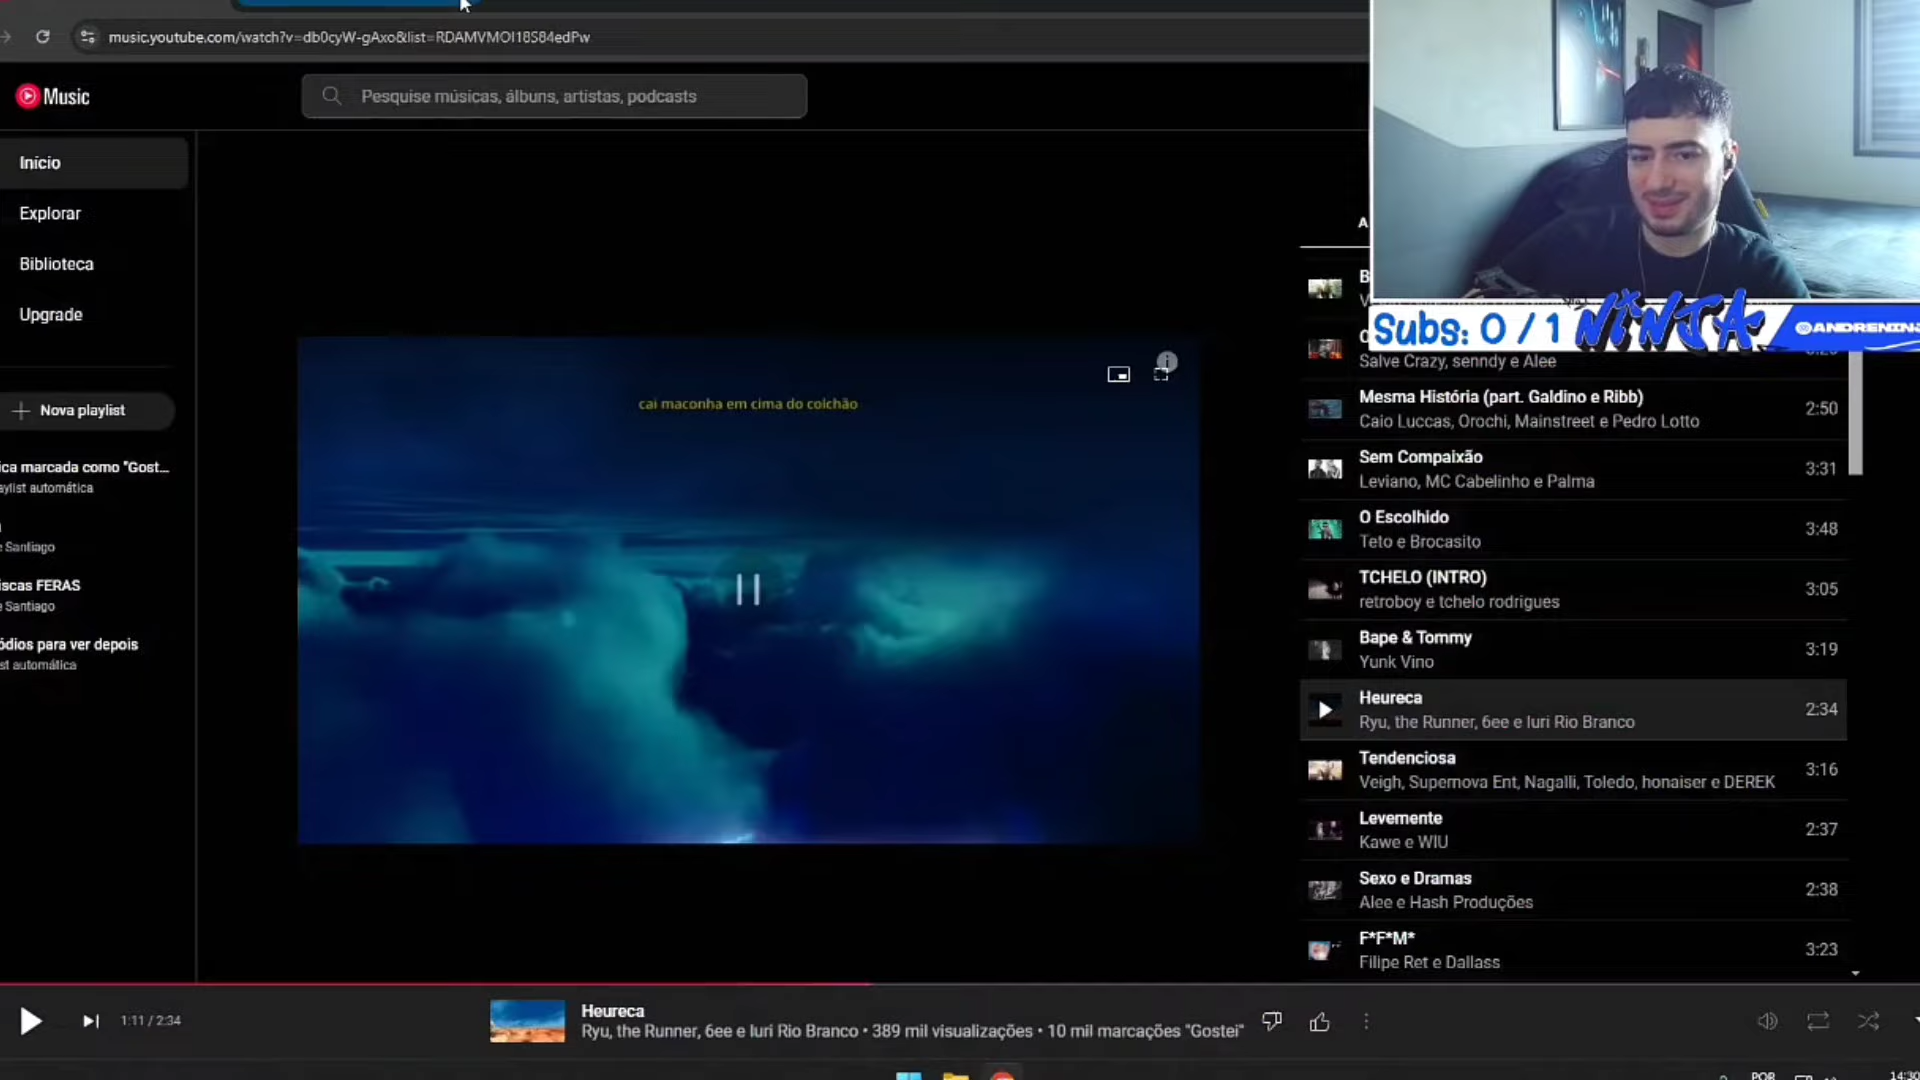 music.youtube.com/watch?v=db0cyW-gAxo&list=RDAMVMOI18S84edPw
Music
Pesquise músicas, álbuns, artistas, podcasts
Início
Explorar
Biblioteca
Upgrade
Nova playlist
ica marcada como "Gost...
aylist automática
e Santiago
iscas FERAS
e Santiago
ódios para ver depois
st automática
cai maconha em cima do colchão
Subs: 0 / 1
NINJA
@ANDRENINJ
Salve Crazy, senndy e Alee
Mesma História (part. Galdino e Ribb)
Caio Luccas, Orochi, Mainstreet e Pedro Lotto
2:50
Sem Compaixão
Leviano, MC Cabelinho e Palma
3:31
O Escolhido
Teto e Brocasito
3:48
TCHELO (INTRO)
retroboy e tchelo rodrigues
3:05
Bape & Tommy
Yunk Vino
3:19
Heureca
Ryu, the Runner, 6ee e Iuri Rio Branco
2:34
Tendenciosa
Veigh, Supernova Ent, Nagalli, Toledo, honaiser e DEREK
3:16
Levemente
Kawe e WIU
2:37
Sexo e Dramas
Alee e Hash Produções
2:38
F*F*M*
Filipe Ret e Dallass
3:23
1:11 / 2:34
Heureca
Ryu, the Runner, 6ee e Iuri Rio Branco • 389 mil visualizações • 10 mil marcações "Gostei"
POR
14:30